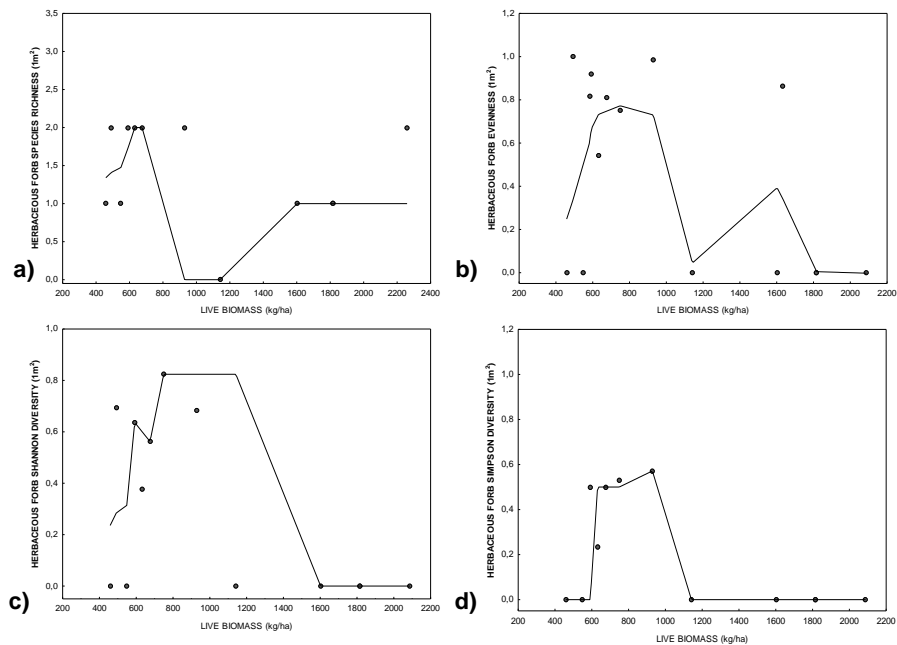 HERBACEOUS FORB SPECIES RICHNESS (1m²)
3,5
3,0
2,5
2,0
1,5
1,0
0,5
0,0
200 400 600 800 1000 1200 1400 1600 1800 2000 2200 2400
LIVE BIOMASS (kg/ha)
a)
HERBACEOUS FORB EVENNESS (1m²)
1,2
1,0
0,8
0,6
0,4
0,2
0,0
200 400 600 800 1000 1200 1400 1600 1800 2000 2200
LIVE BIOMASS (kg/ha)
b)
HERBACEOUS FORB SHANNON DIVERSITY (1m²)
1,0
0,8
0,6
0,4
0,2
0,0
200 400 600 800 1000 1200 1400 1600 1800 2000 2200
LIVE BIOMASS (kg/ha)
c)
HERBACEOUS FORB SIMPSON DIVERSITY (1m²)
1,2
1,0
0,8
0,6
0,4
0,2
0,0
200 400 600 800 1000 1200 1400 1600 1800 2000 2200
LIVE BIOMASS (kg/ha)
d)